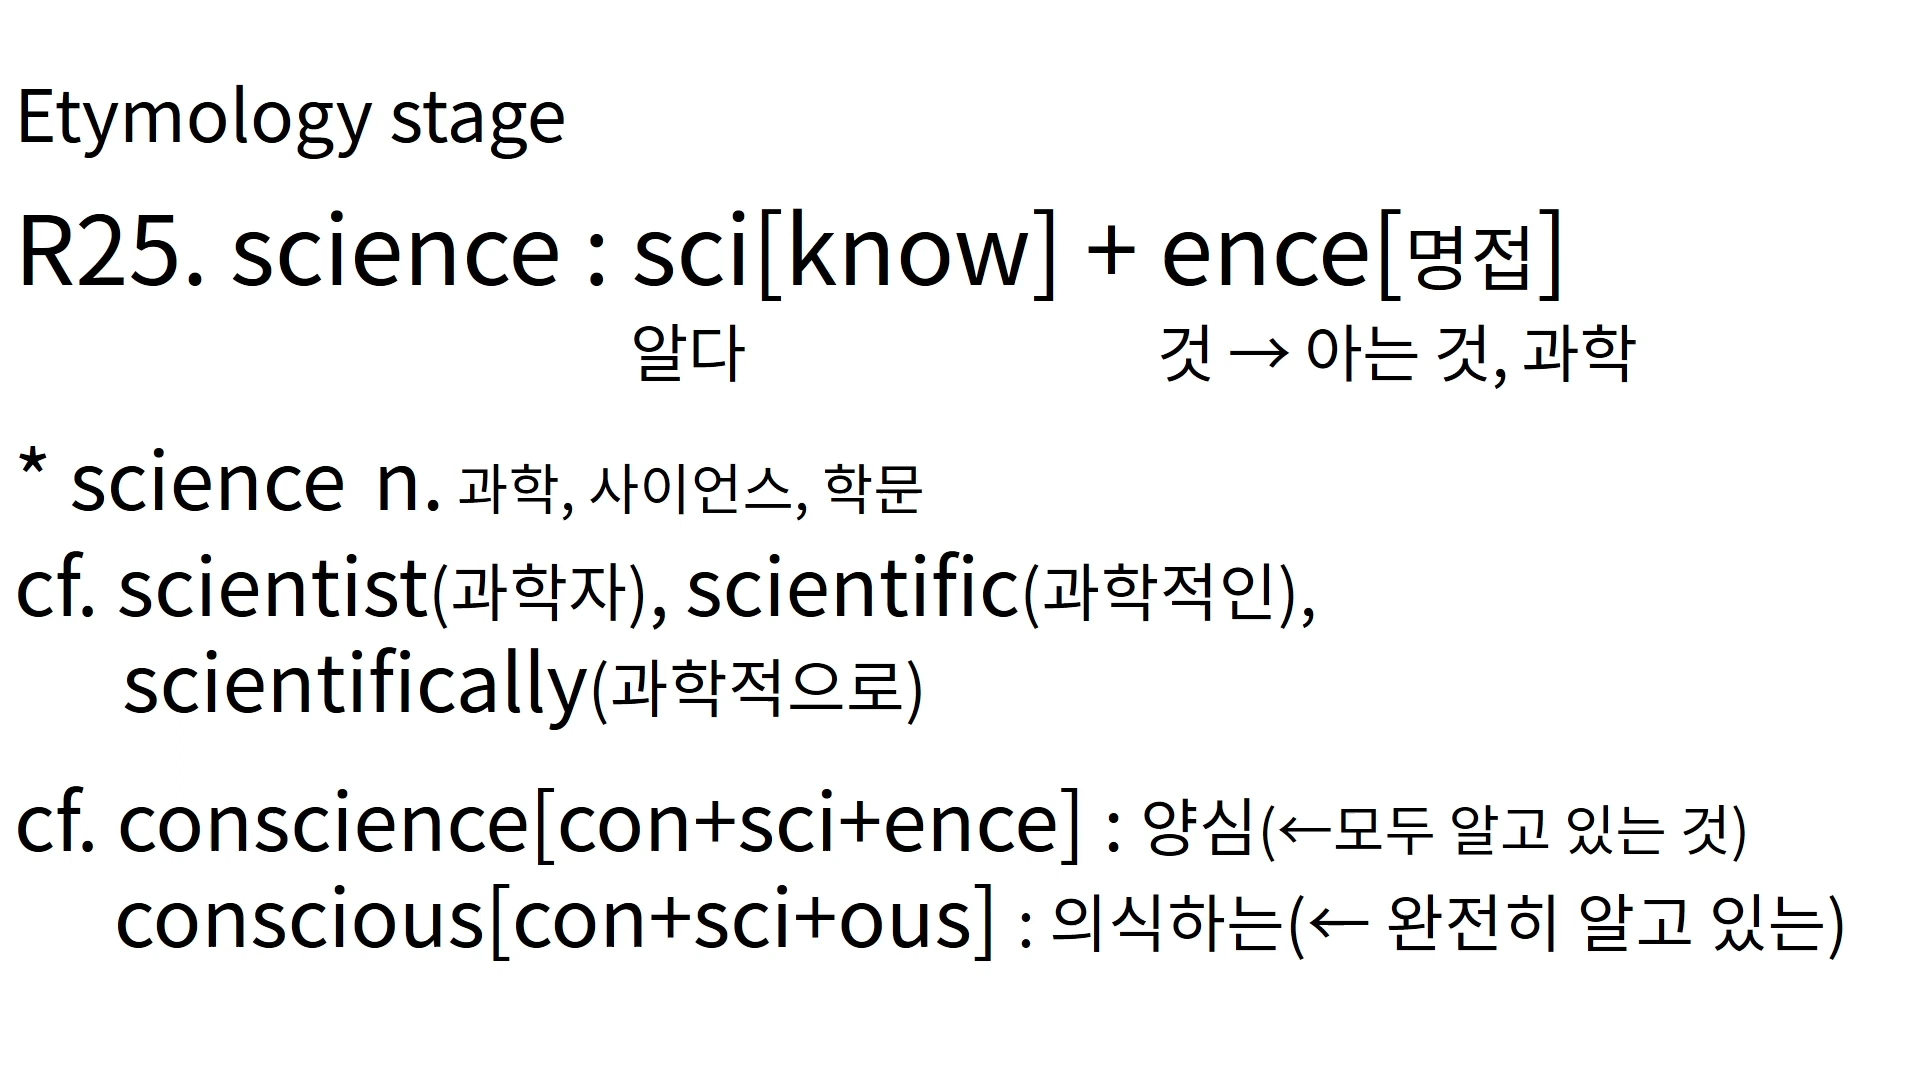 Etymology stage
R25. science : sci[know] + ence[명접]
알다 것 → 아는 것, 과학
* science n. 과학, 사이언스, 학문
cf. scientist(과학자), scientific(과학적인),
scientifically(과학적으로)
cf. conscience[con+sci+ence] : 양심(←모두 알고 있는 것)
conscious[con+sci+ous] : 의식하는(← 완전히 알고 있는)